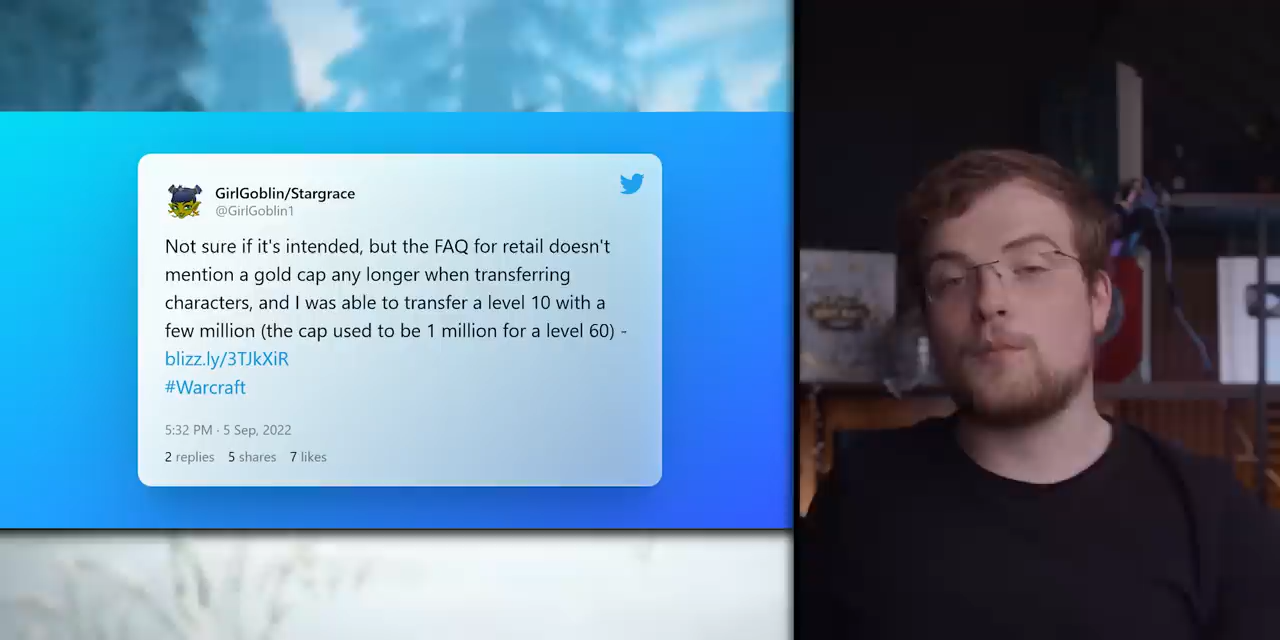 GirlGoblin/Stargrace
@GirlGoblin1
Not sure if it's intended, but the FAQ for retail doesn't
mention a gold cap any longer when transferring
characters, and I was able to transfer a level 10 with a
few million (the cap used to be 1 million for a level 60) -
blizz.ly/3TJkXiR
#Warcraft
5:32 PM · 5 Sep, 2022
2 replies 5 shares 7 likes